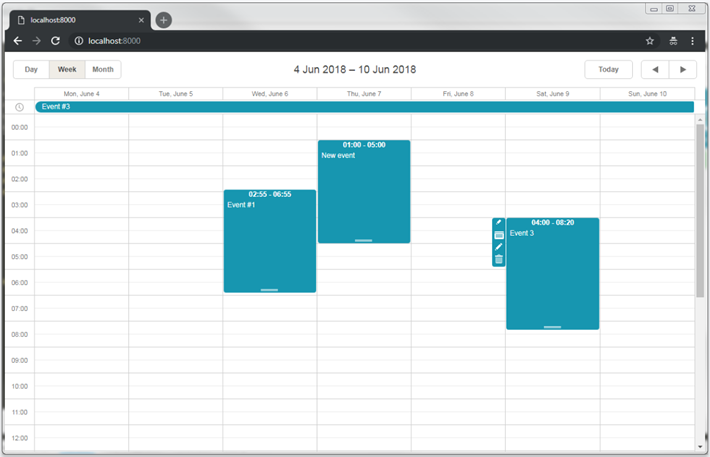 localhost:8000
localhost:8000
Day Week Month
4 Jun 2018 – 10 Jun 2018
Today
Mon, June 4 Tue, June 5 Wed, June 6 Thu, June 7 Fri, June 8 Sat, June 9 Sun, June 10
Event #3
00:00
01:00
01:00 - 05:00
New event
02:00
02:55 - 06:55
Event #1
03:00
04:00 - 08:20
Event 3
04:00
05:00
06:00
07:00
08:00
09:00
10:00
11:00
12:00